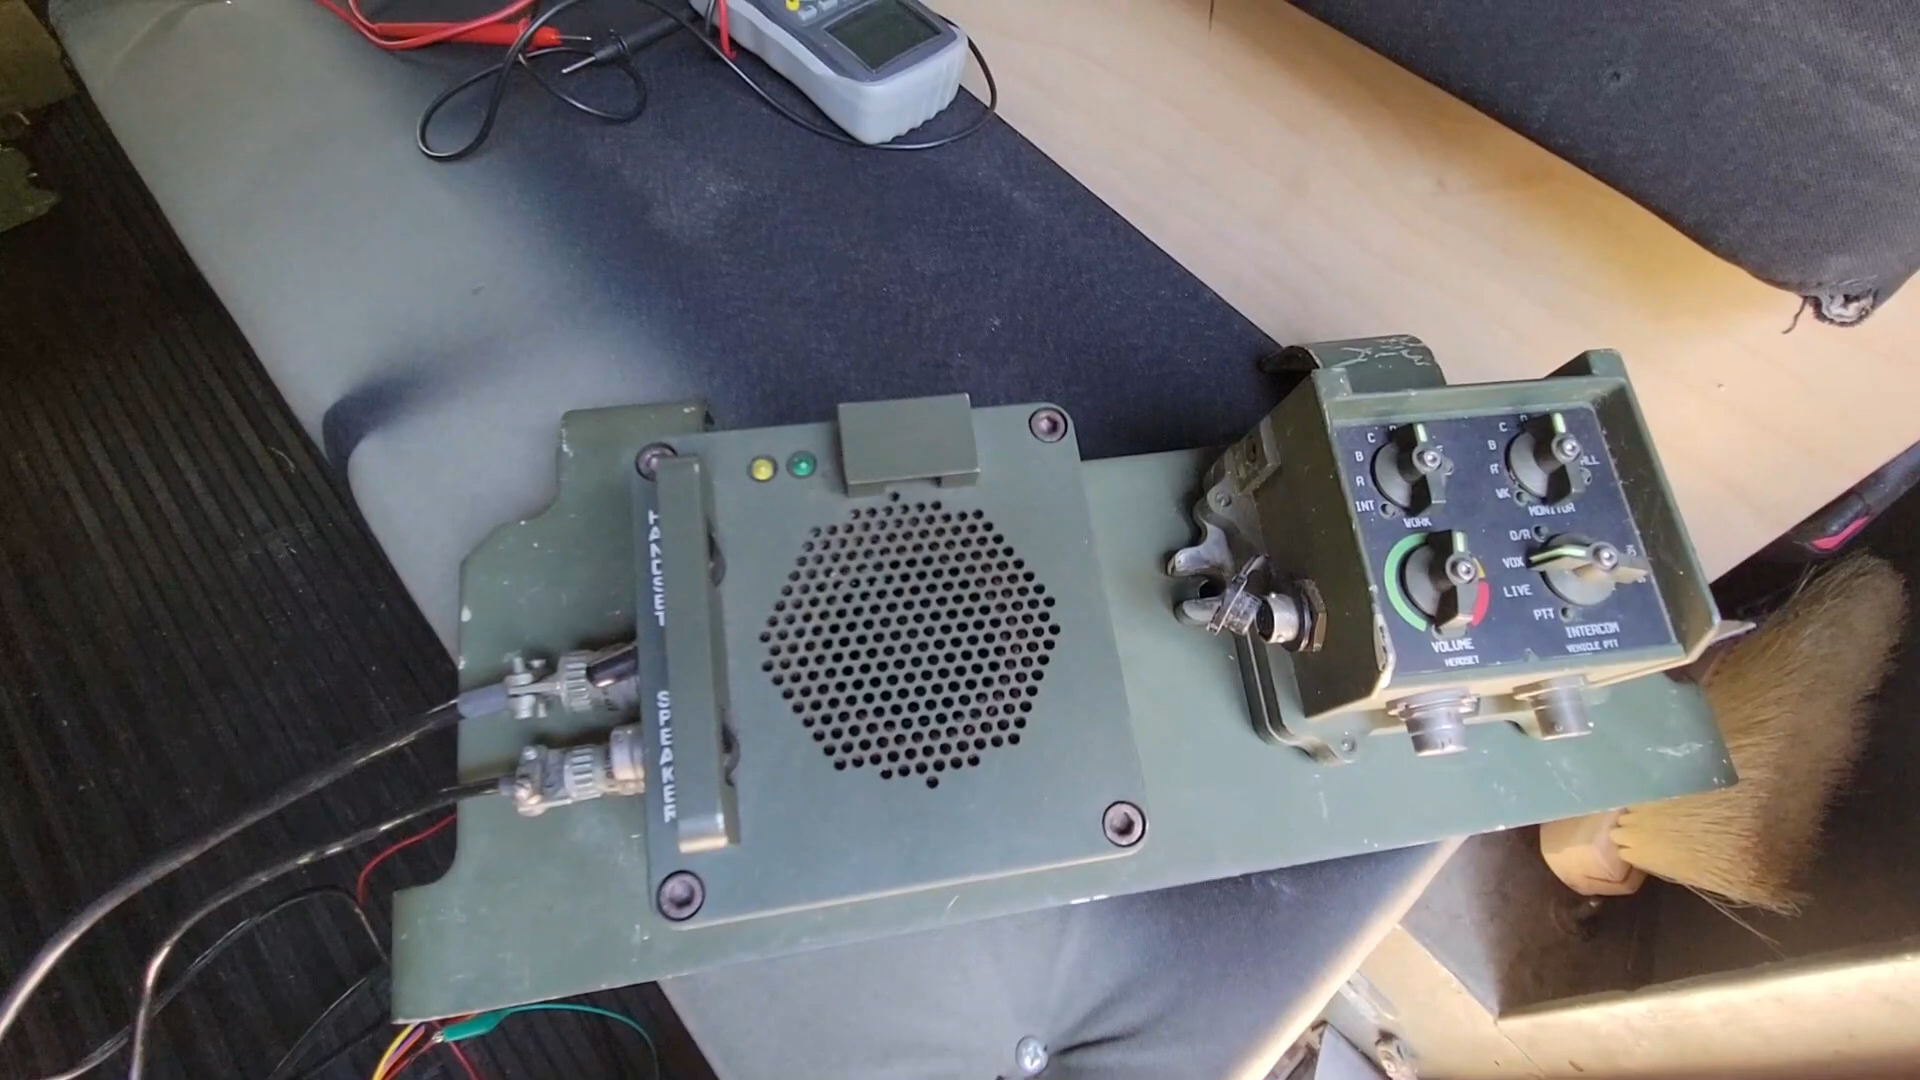 HANDSET
SPEAKER
C
B
A
INT
WORK
C
B
A
WK
ALL
MONITOR
VOLUME
HEADSET
O/R
VOX
LIVE
PTT
INTERCOM
VEHICLE PTT